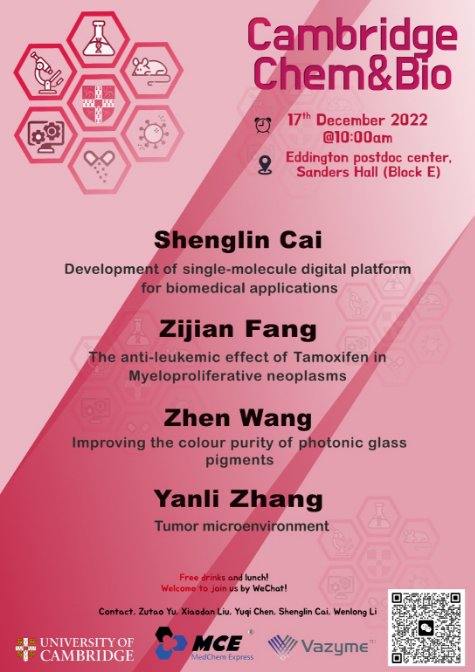 Cambridge
Chem&Bio
17th December 2022
@10:00am
Eddington postdoc center,
Sanders Hall (Block E)
Shenglin Cai
Development of single-molecule digital platform
for biomedical applications
Zijian Fang
The anti-leukemic effect of Tamoxifen in
Myeloproliferative neoplasms
Zhen Wang
Improving the colour purity of photonic glass
pigments
Yanli Zhang
Tumor microenvironment
Free drinks and lunch!
Welcome to join us by WeChat!
Contact. Zutao Yu, Xiaodan Liu, Yuqi Chen, Shenglin Cai, Wenlong Li
UNIVERSITY OF
CAMBRIDGE
MCE®
MedChem Express
Vazyme